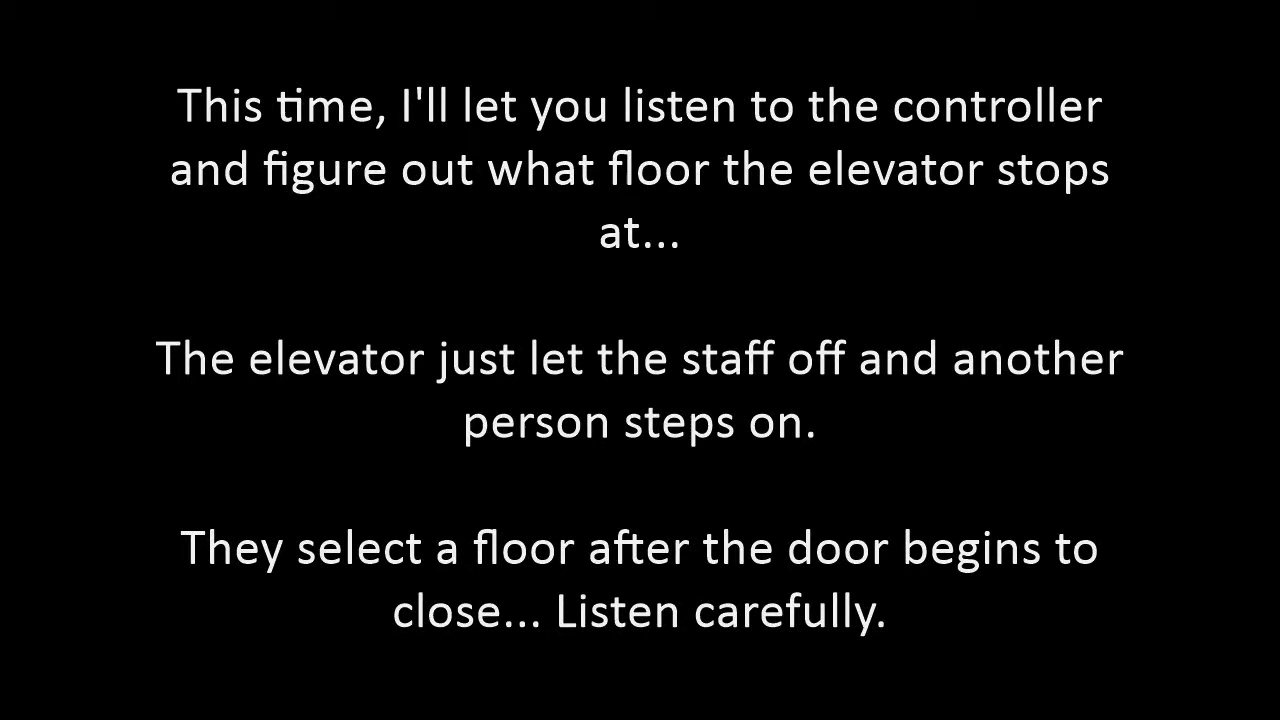 This time, I'll let you listen to the controller
and figure out what floor the elevator stops
at...
The elevator just let the staff off and another
person steps on.
They select a floor after the door begins to
close... Listen carefully.